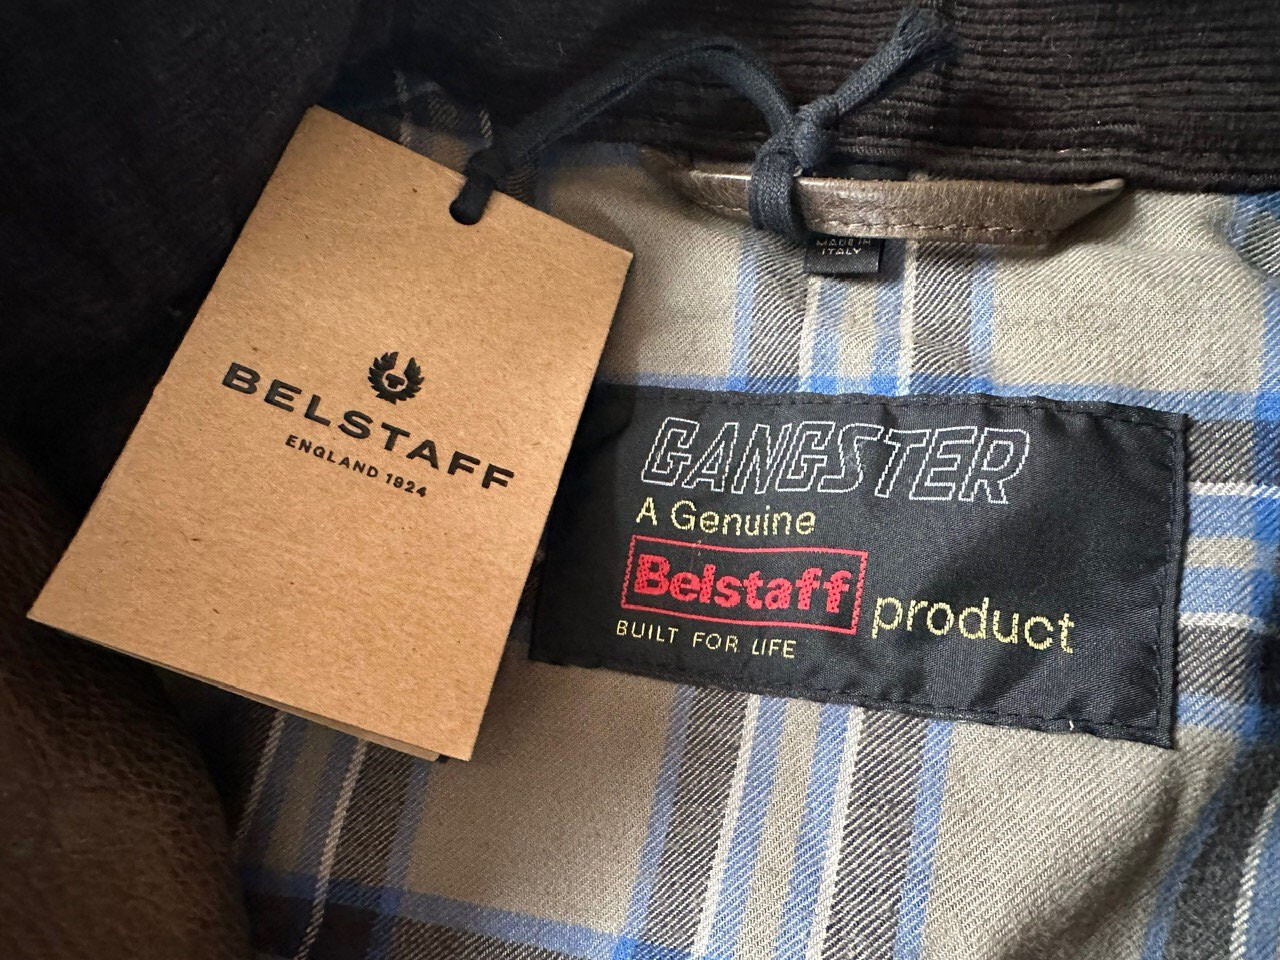 BELSTAFF
ENGLAND 1924
MADE IN
ITALY
GANGSTER
A Genuine
Belstaff product
BUILT FOR LIFE